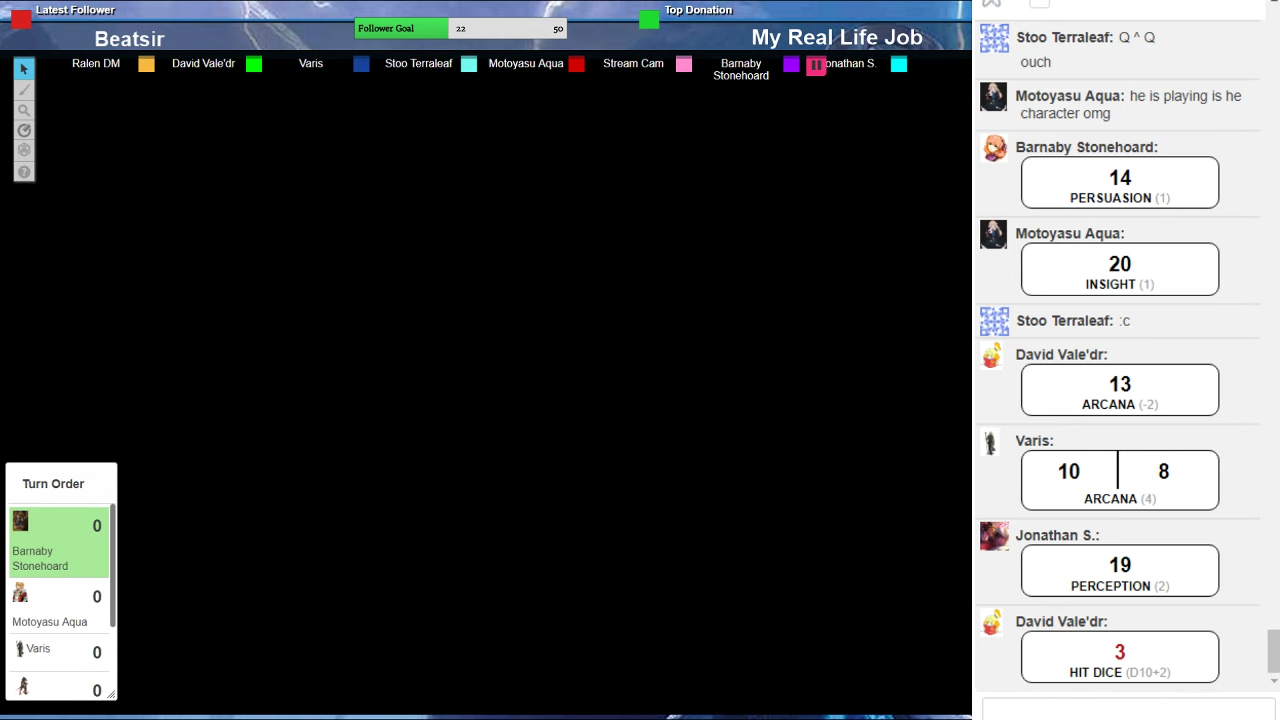 Latest Follower
Beatsir
Follower Goal 22 50
Top Donation
My Real Life Job
Ralen DM David Vale'dr Varis Stoo Terraleaf Motoyasu Aqua Stream Cam Barnaby Stonehoard Jonathan S.
Turn Order
0
Barnaby
Stonehoard
0
Motoyasu Aqua
Varis 0
0
Stoo Terraleaf: Q ^ Q
ouch
Motoyasu Aqua: he is playing is he
character omg
Barnaby Stonehoard:
14
PERSUASION (1)
Motoyasu Aqua:
20
INSIGHT (1)
Stoo Terraleaf: :c
David Vale'dr:
13
ARCANA (-2)
Varis:
10 8
ARCANA (4)
Jonathan S.:
19
PERCEPTION (2)
David Vale'dr:
3
HIT DICE (D10+2)